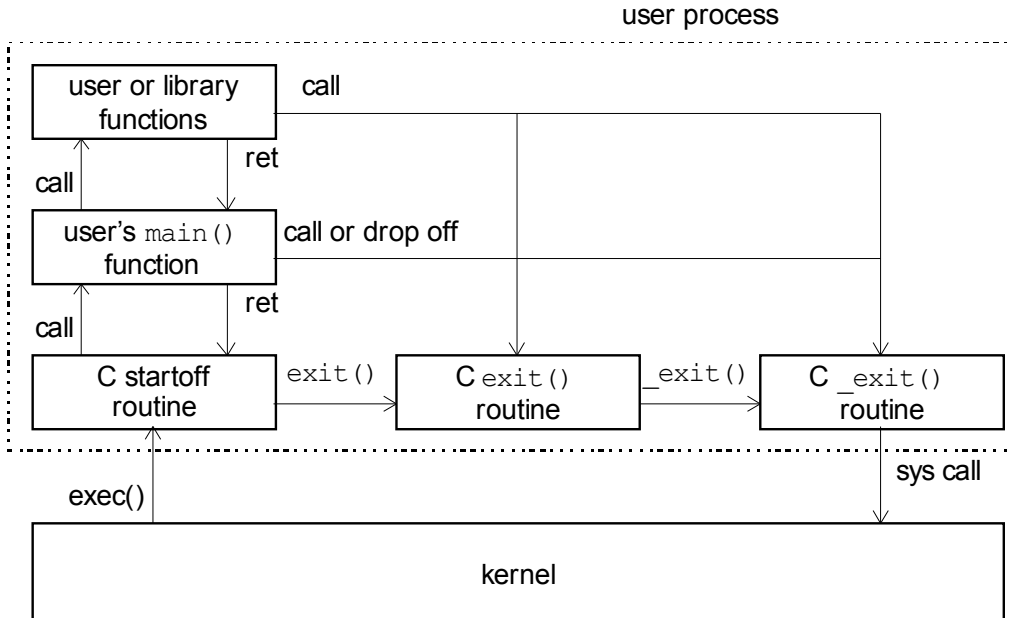 user process
user or library
functions
call
call
ret
user's main()
function
call or drop off
call
ret
C startoff
routine
exit()
C exit()
routine
_exit()
C _exit()
routine
exec()
sys call
kernel